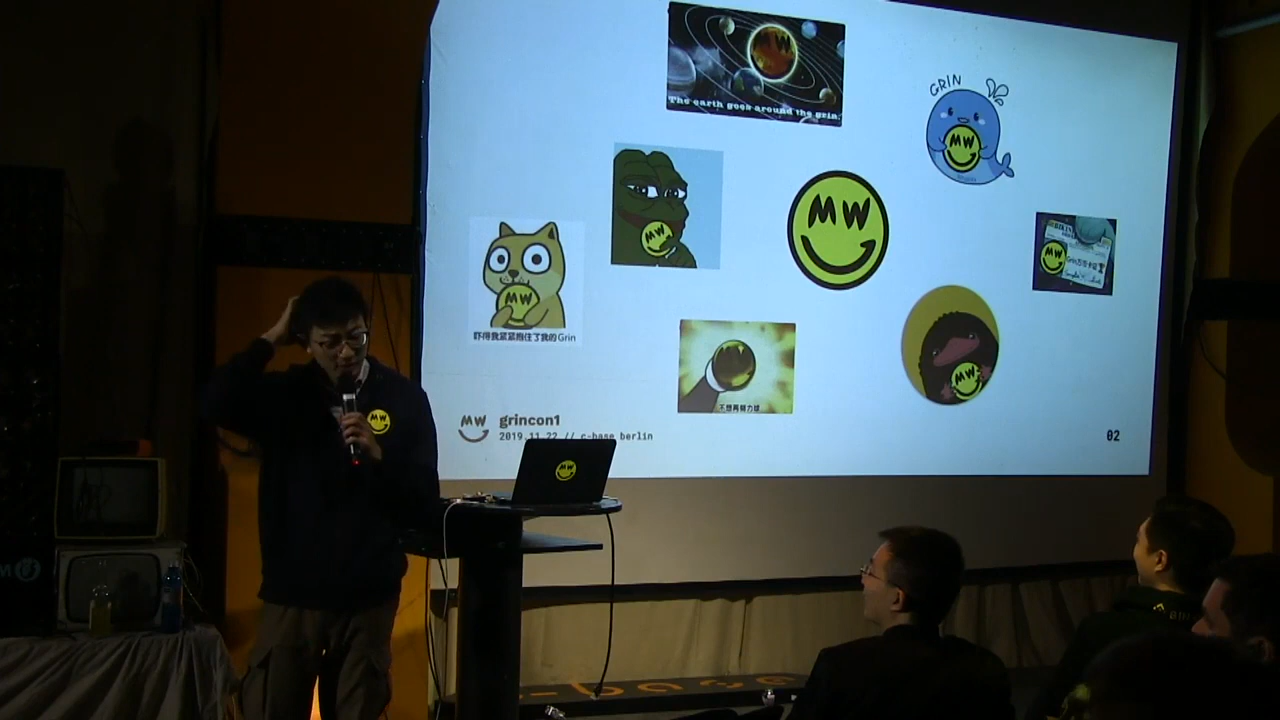 MW
The earth goes around the grin.
GRIN
MW
MW
MW
MW
MW
吓得我紧紧抱住了我的Grin
MW
不想再努力球
MW grincon1
2019.11.22 // c-base berlin
02
MW
MW